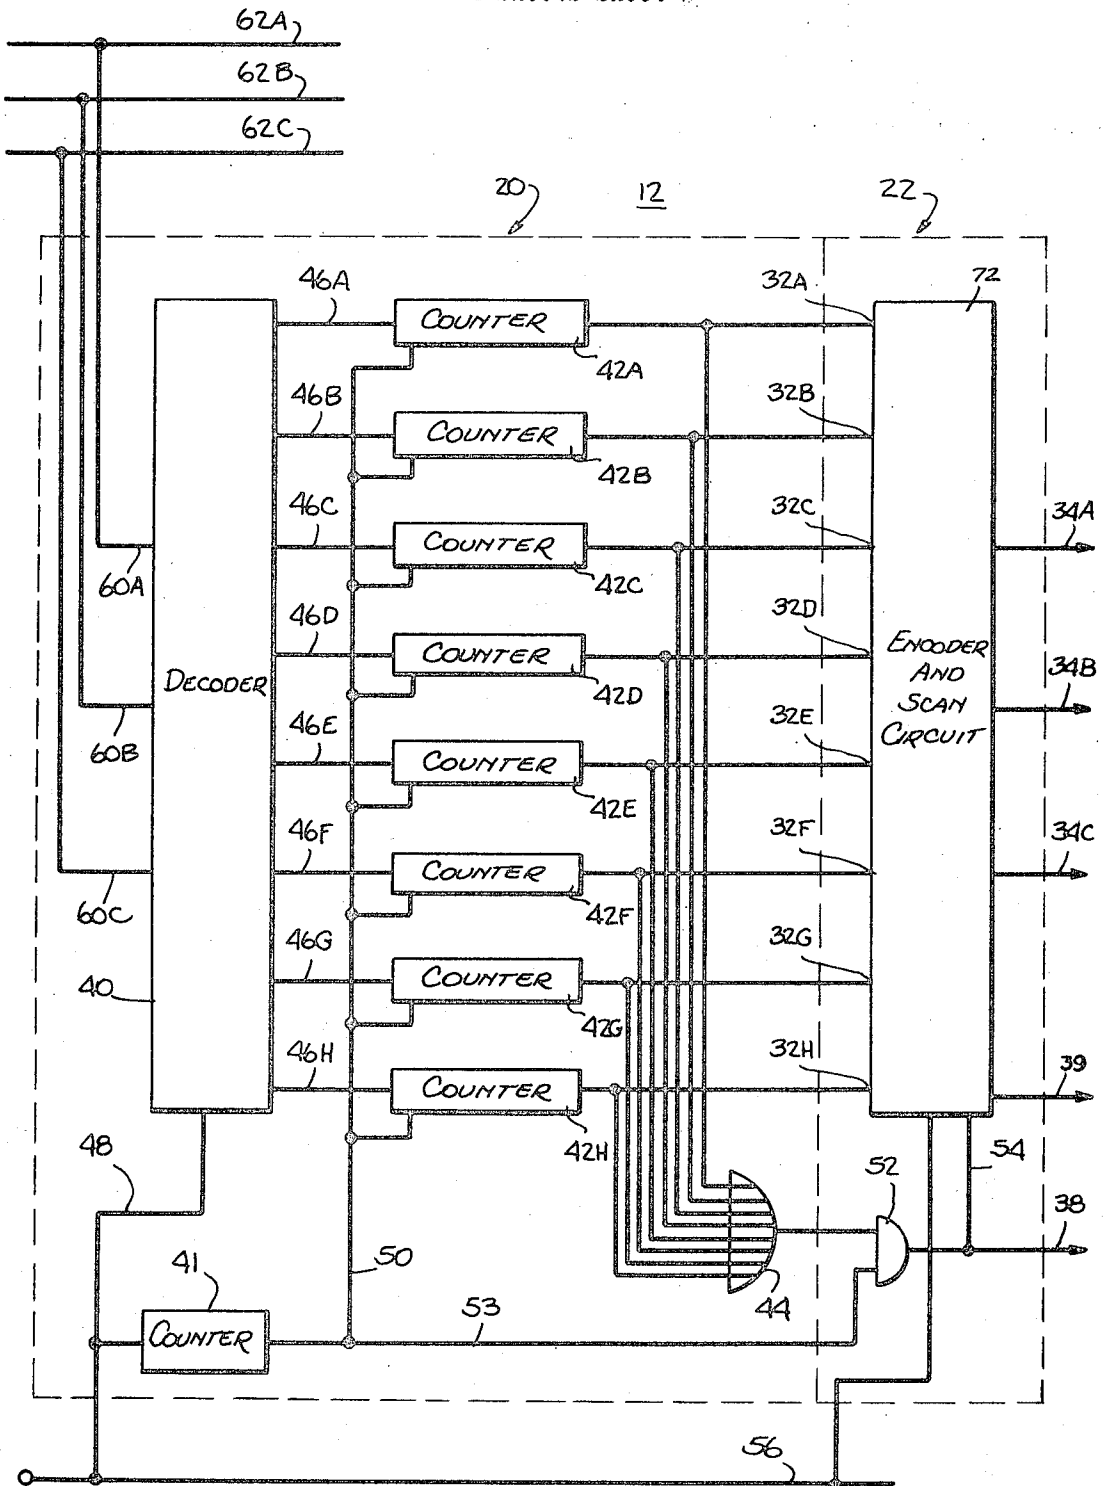 62A
62B
62C
20
12
22
46A
COUNTER
42A
32A
72
46B
COUNTER
42B
32B
46C
COUNTER
42C
32C
34A
60A
46D
COUNTER
42D
32D
DECODER
ENCODER
AND
SCAN
CIRCUIT
34B
60B
46E
COUNTER
42E
32E
46F
COUNTER
42F
32F
34C
60C
46G
COUNTER
42G
32G
40
46H
COUNTER
42H
32H
39
48
52
54
38
41
50
44
COUNTER
53
56